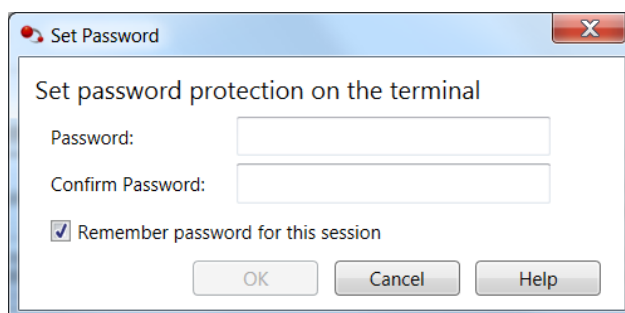 Set Password
Set password protection on the terminal
Password:
Confirm Password:
Remember password for this session
OK Cancel Help